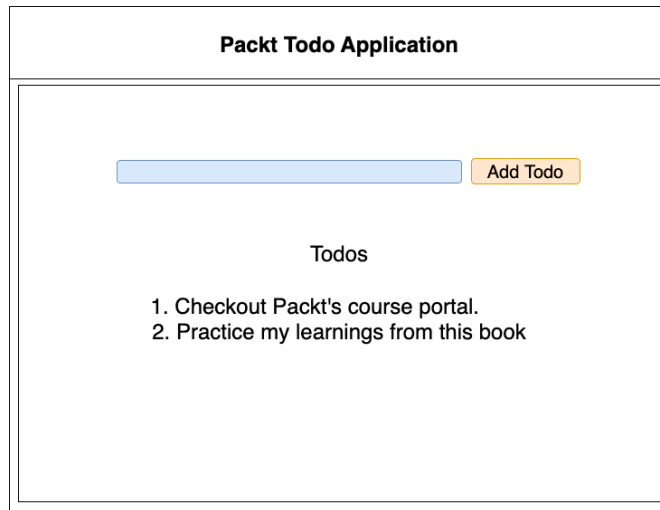 Packt Todo Application
Add Todo
Todos
1. Checkout Packt's course portal.
2. Practice my learnings from this book